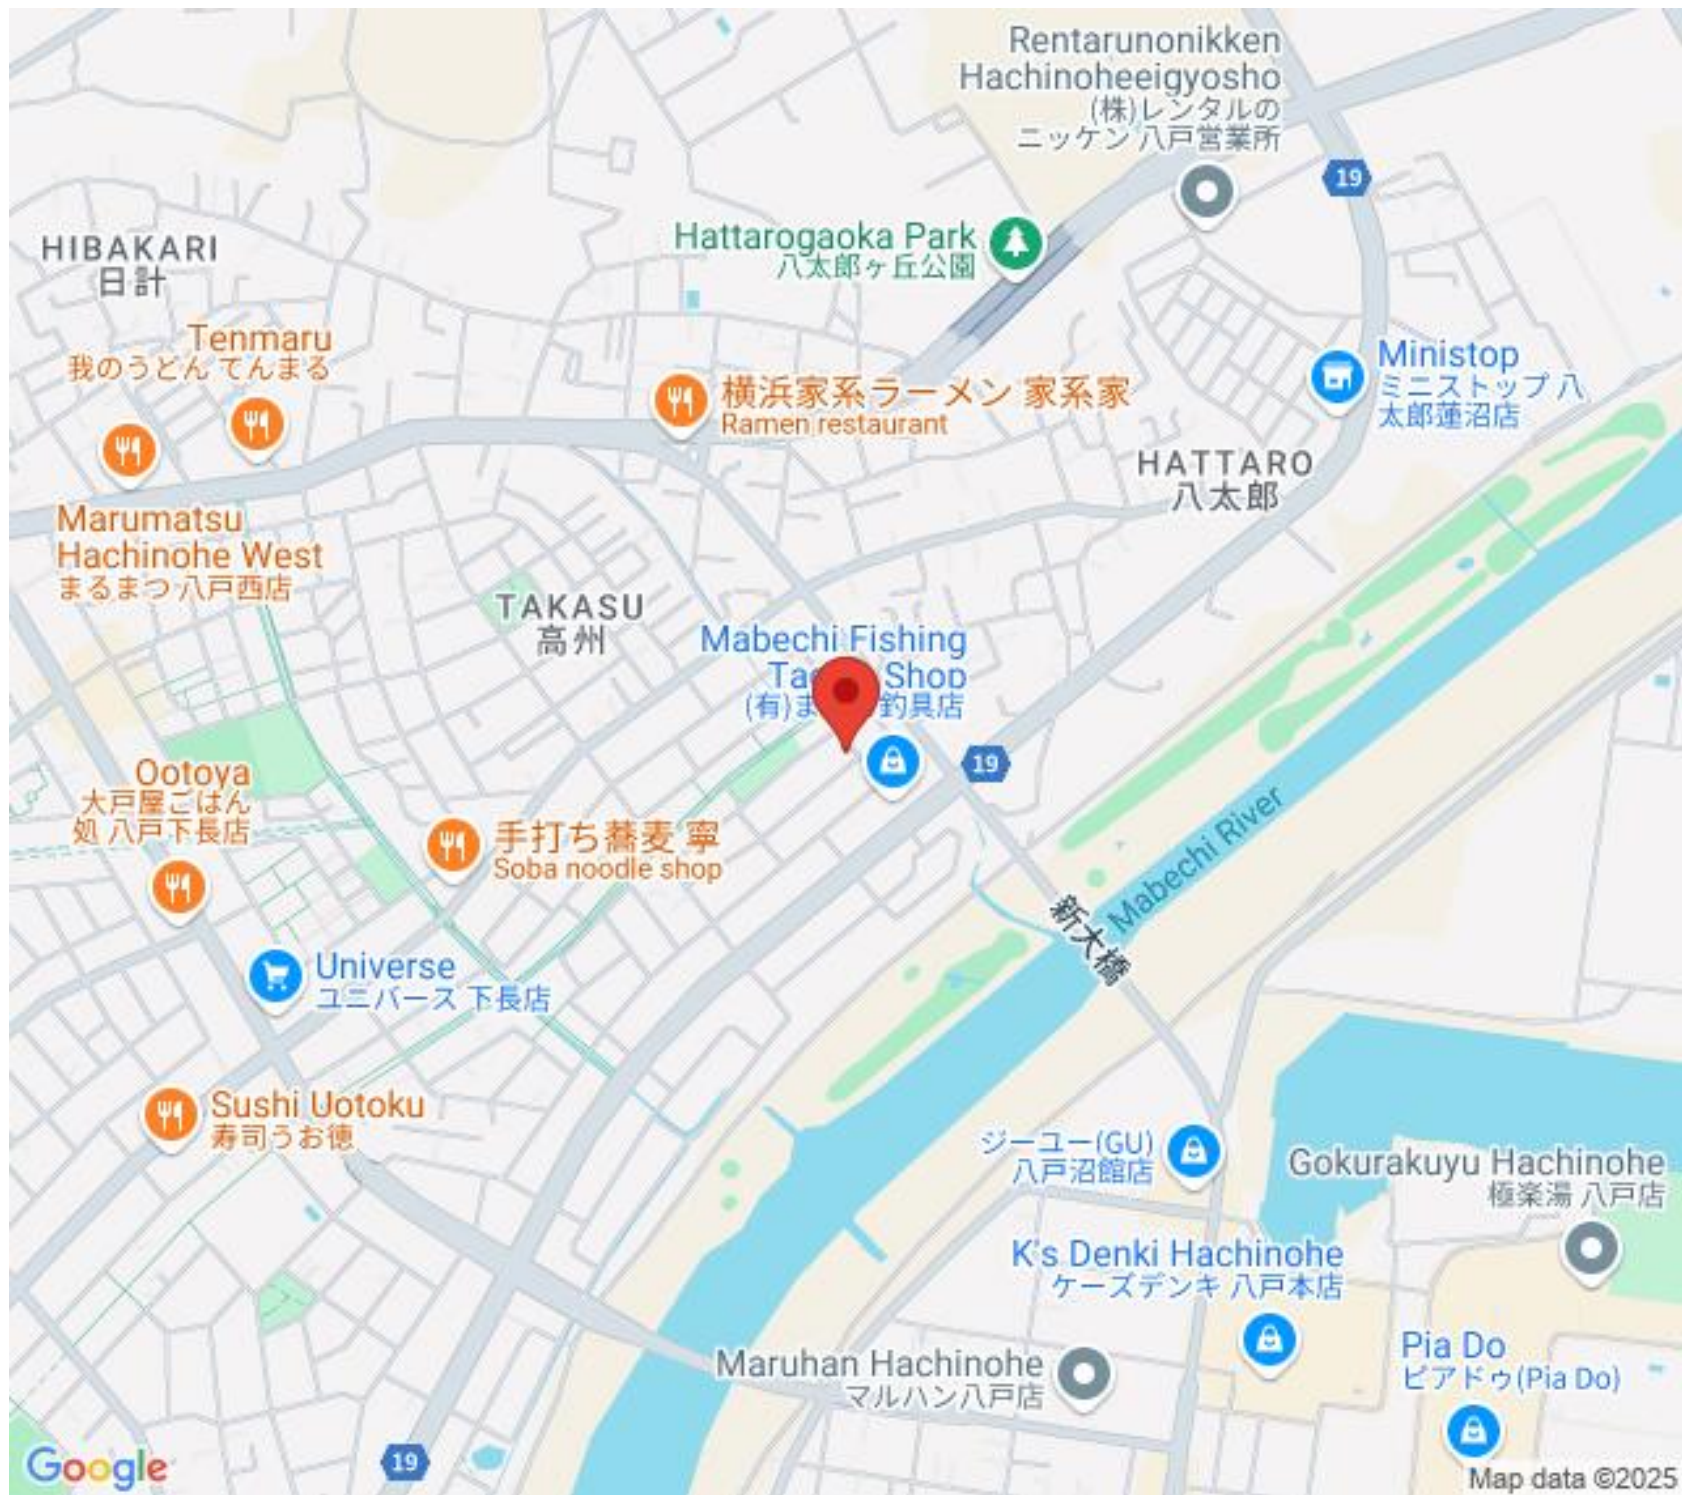 Rentarunonikken
Hachinoheeigyosho
(株)レンタルの
ニッケン 八戸営業所
19
Hattarogaoka Park
八太郎ヶ丘公園
HIBAKARI
日計
Tenmaru
我のうどん てんまる
横浜家系ラーメン 家系家
Ramen restaurant
Ministop
ミニストップ 八
太郎蓮沼店
HATTARO
八太郎
Marumatsu
Hachinohe West
まるまつ 八戸西店
TAKASU
高州
Mabechi Fishing
Shop
釣具店
19
Ootoya
大戸屋ごはん
処 八戸下長店
手打ち蕎麦 寧
Soba noodle shop
Mabechi River
新大橋
Universe
ユニバース 下長店
Sushi Uotoku
寿司うお徳
ジーユー(GU)
八戸沼館店
Gokurakuyu Hachinohe
極楽湯 八戸店
K's Denki Hachinohe
ケーズデンキ 八戸本店
Maruhan Hachinohe
マルハン八戸店
Pia Do
ピアドゥ(Pia Do)
19
Google
Map data ©2025